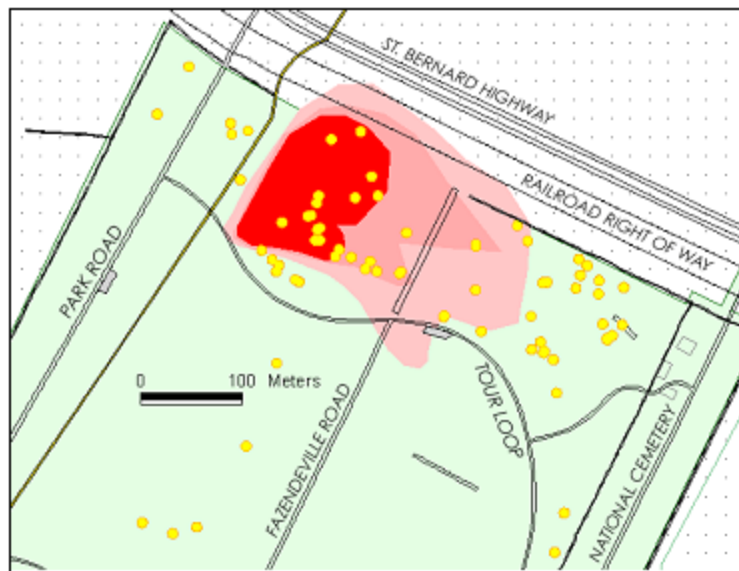 ST. BERNARD HIGHWAY
RAILROAD RIGHT OF WAY
PARK ROAD
0 100 Meters
TOUR LOOP
FAZENDEVILLE ROAD
NATIONAL CEMETERY